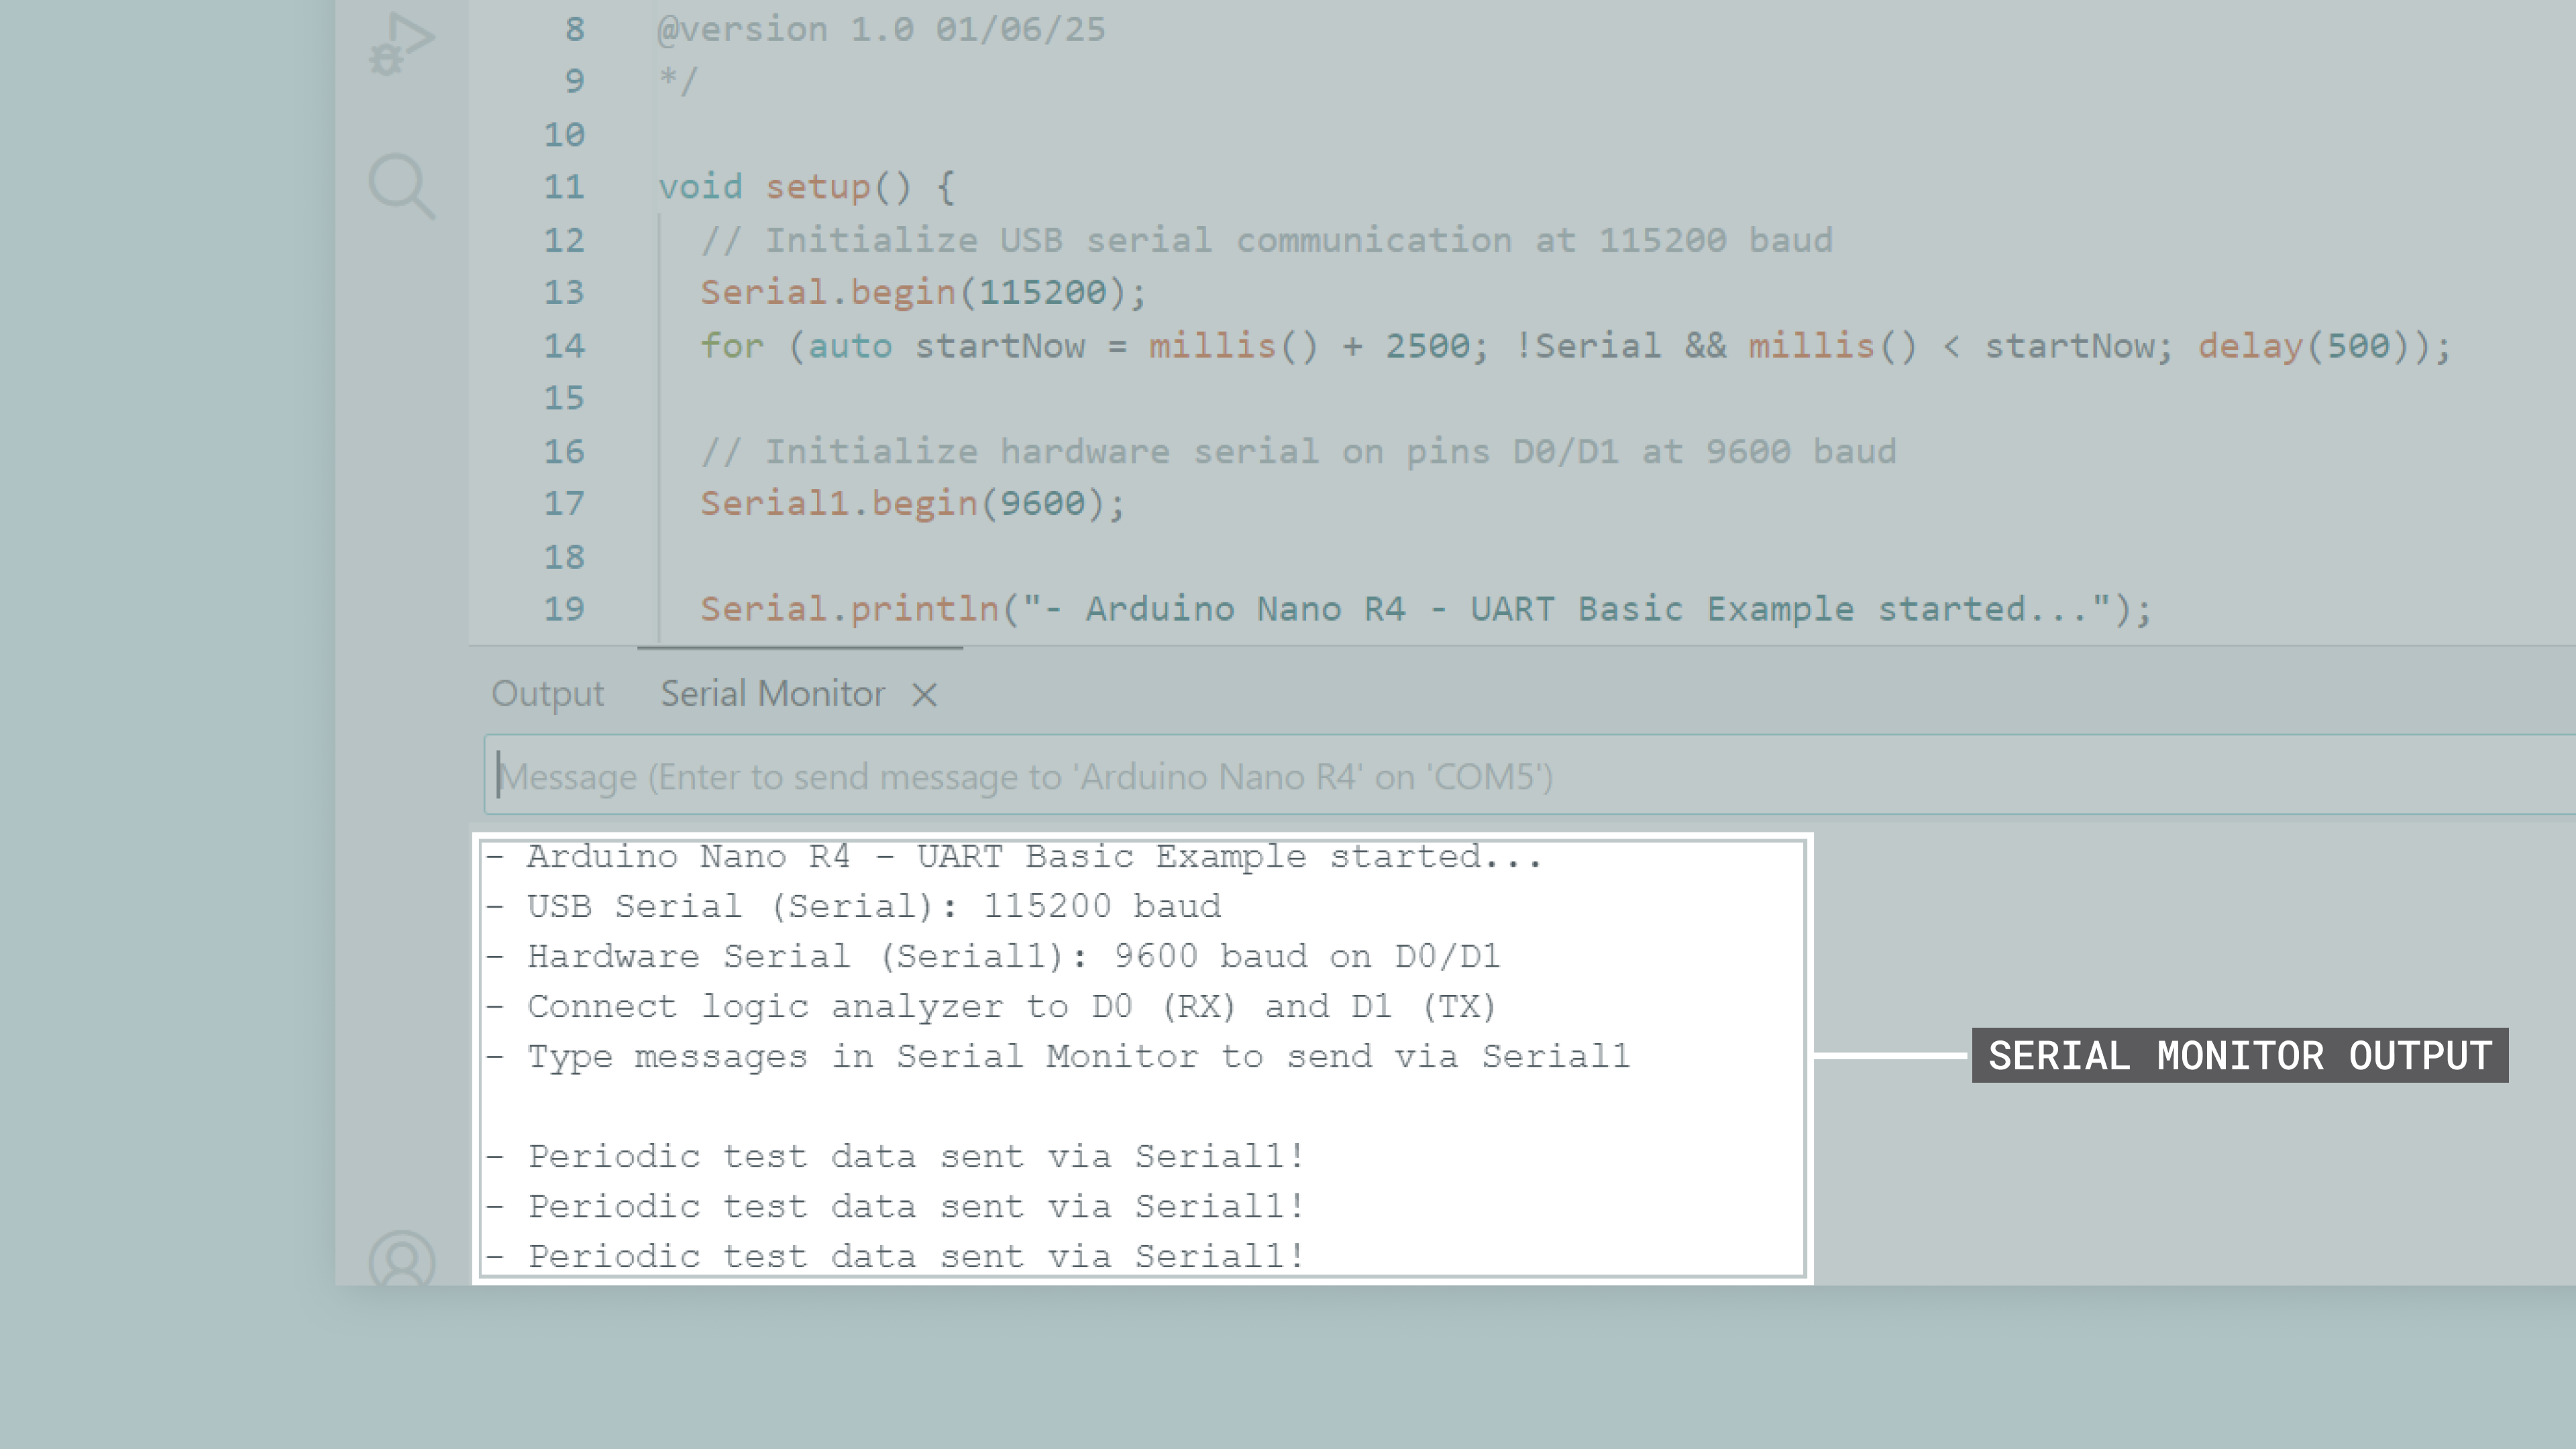 8 @version 1.0 01/06/25
9 */
10
11 void setup() {
12 // Initialize USB serial communication at 115200 baud
13 Serial.begin(115200);
14 for (auto startNow = millis() + 2500; !Serial && millis() < startNow; delay(500));
15
16 // Initialize hardware serial on pins D0/D1 at 9600 baud
17 Serial1.begin(9600);
18
19 Serial.println("- Arduino Nano R4 - UART Basic Example started...");
Output Serial Monitor
Message (Enter to send message to 'Arduino Nano R4' on 'COM5')
- Arduino Nano R4 - UART Basic Example started...
- USB Serial (Serial): 115200 baud
- Hardware Serial (Serial1): 9600 baud on D0/D1
- Connect logic analyzer to D0 (RX) and D1 (TX)
- Type messages in Serial Monitor to send via Serial1
- Periodic test data sent via Serial1!
- Periodic test data sent via Serial1!
- Periodic test data sent via Serial1!
SERIAL MONITOR OUTPUT